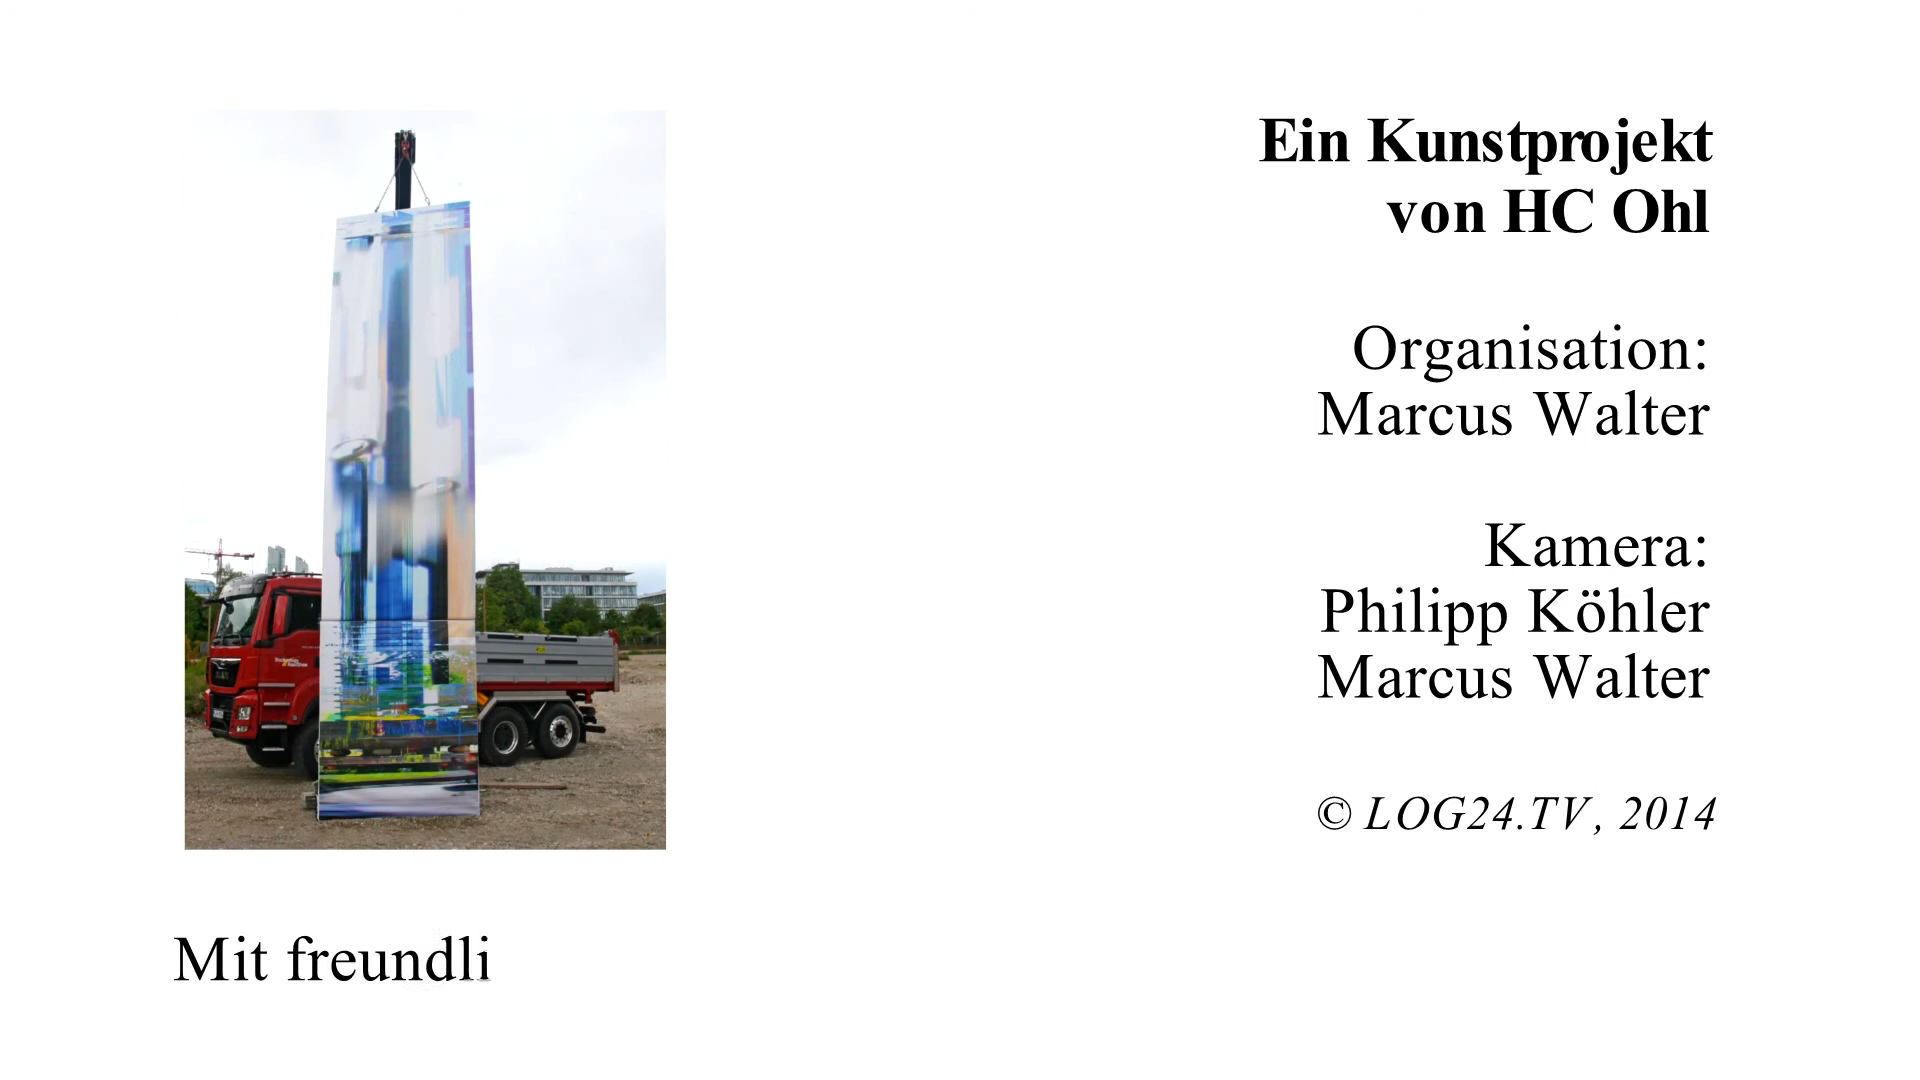 Ein Kunstprojekt
von HC Ohl
Organisation:
Marcus Walter
Kamera:
Philipp Köhler
Marcus Walter
© LOG24.TV, 2014
Mit freundli